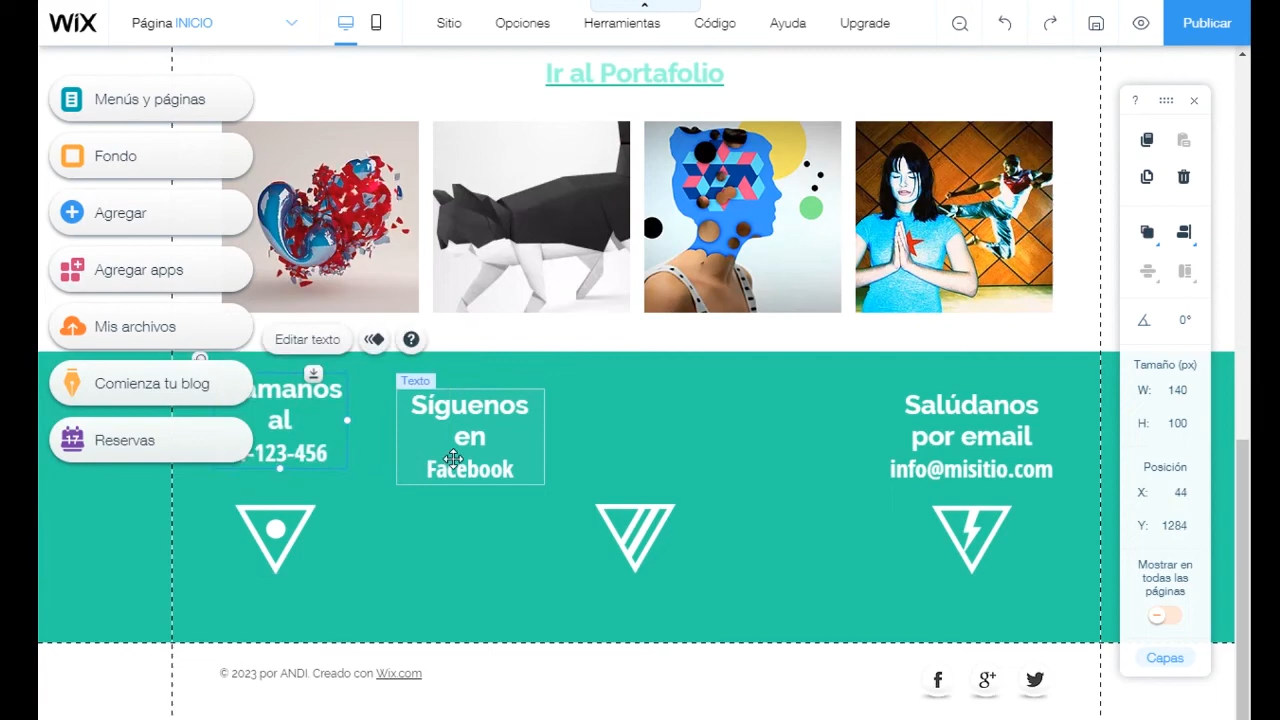 WiX
Página INICIO
Sitio
Opciones
Herramientas
Código
Ayuda
Upgrade
Publicar
Ir al Portafolio
Menús y páginas
Fondo
Agregar
Agregar apps
Mis archivos
Comienza tu blog
17
Reservas
Editar texto
?
amanos
al
-123-456
Texto
Síguenos
en
Facebook
Salúdanos
por email
info@misitio.com
?
0°
Tamaño (px)
W: 140
H: 100
Posición
X: 44
Y: 1284
Mostrar en
todas las
páginas
Capas
© 2023 por ANDI. Creado con Wix.com
f
g+